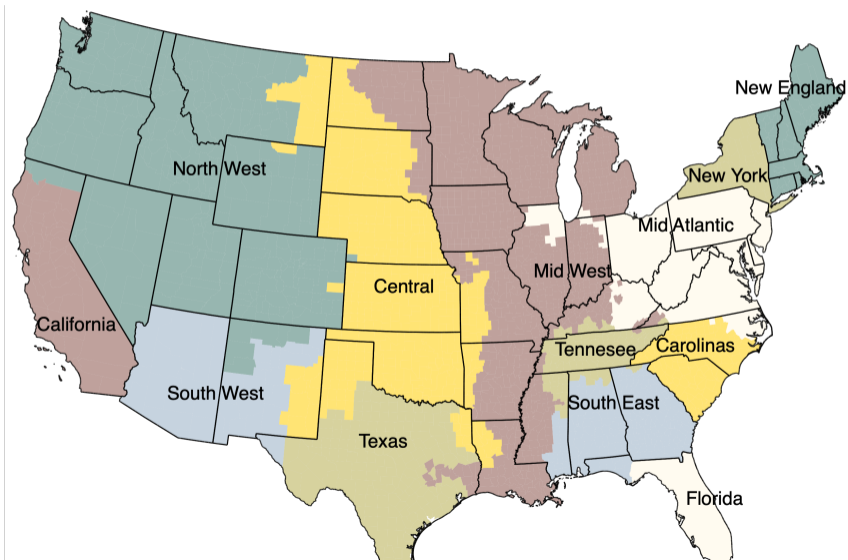 New England
North West
New York
Mid Atlantic
Mid West
Central
California
Tennesee
Carolinas
South West
South East
Texas
Florida